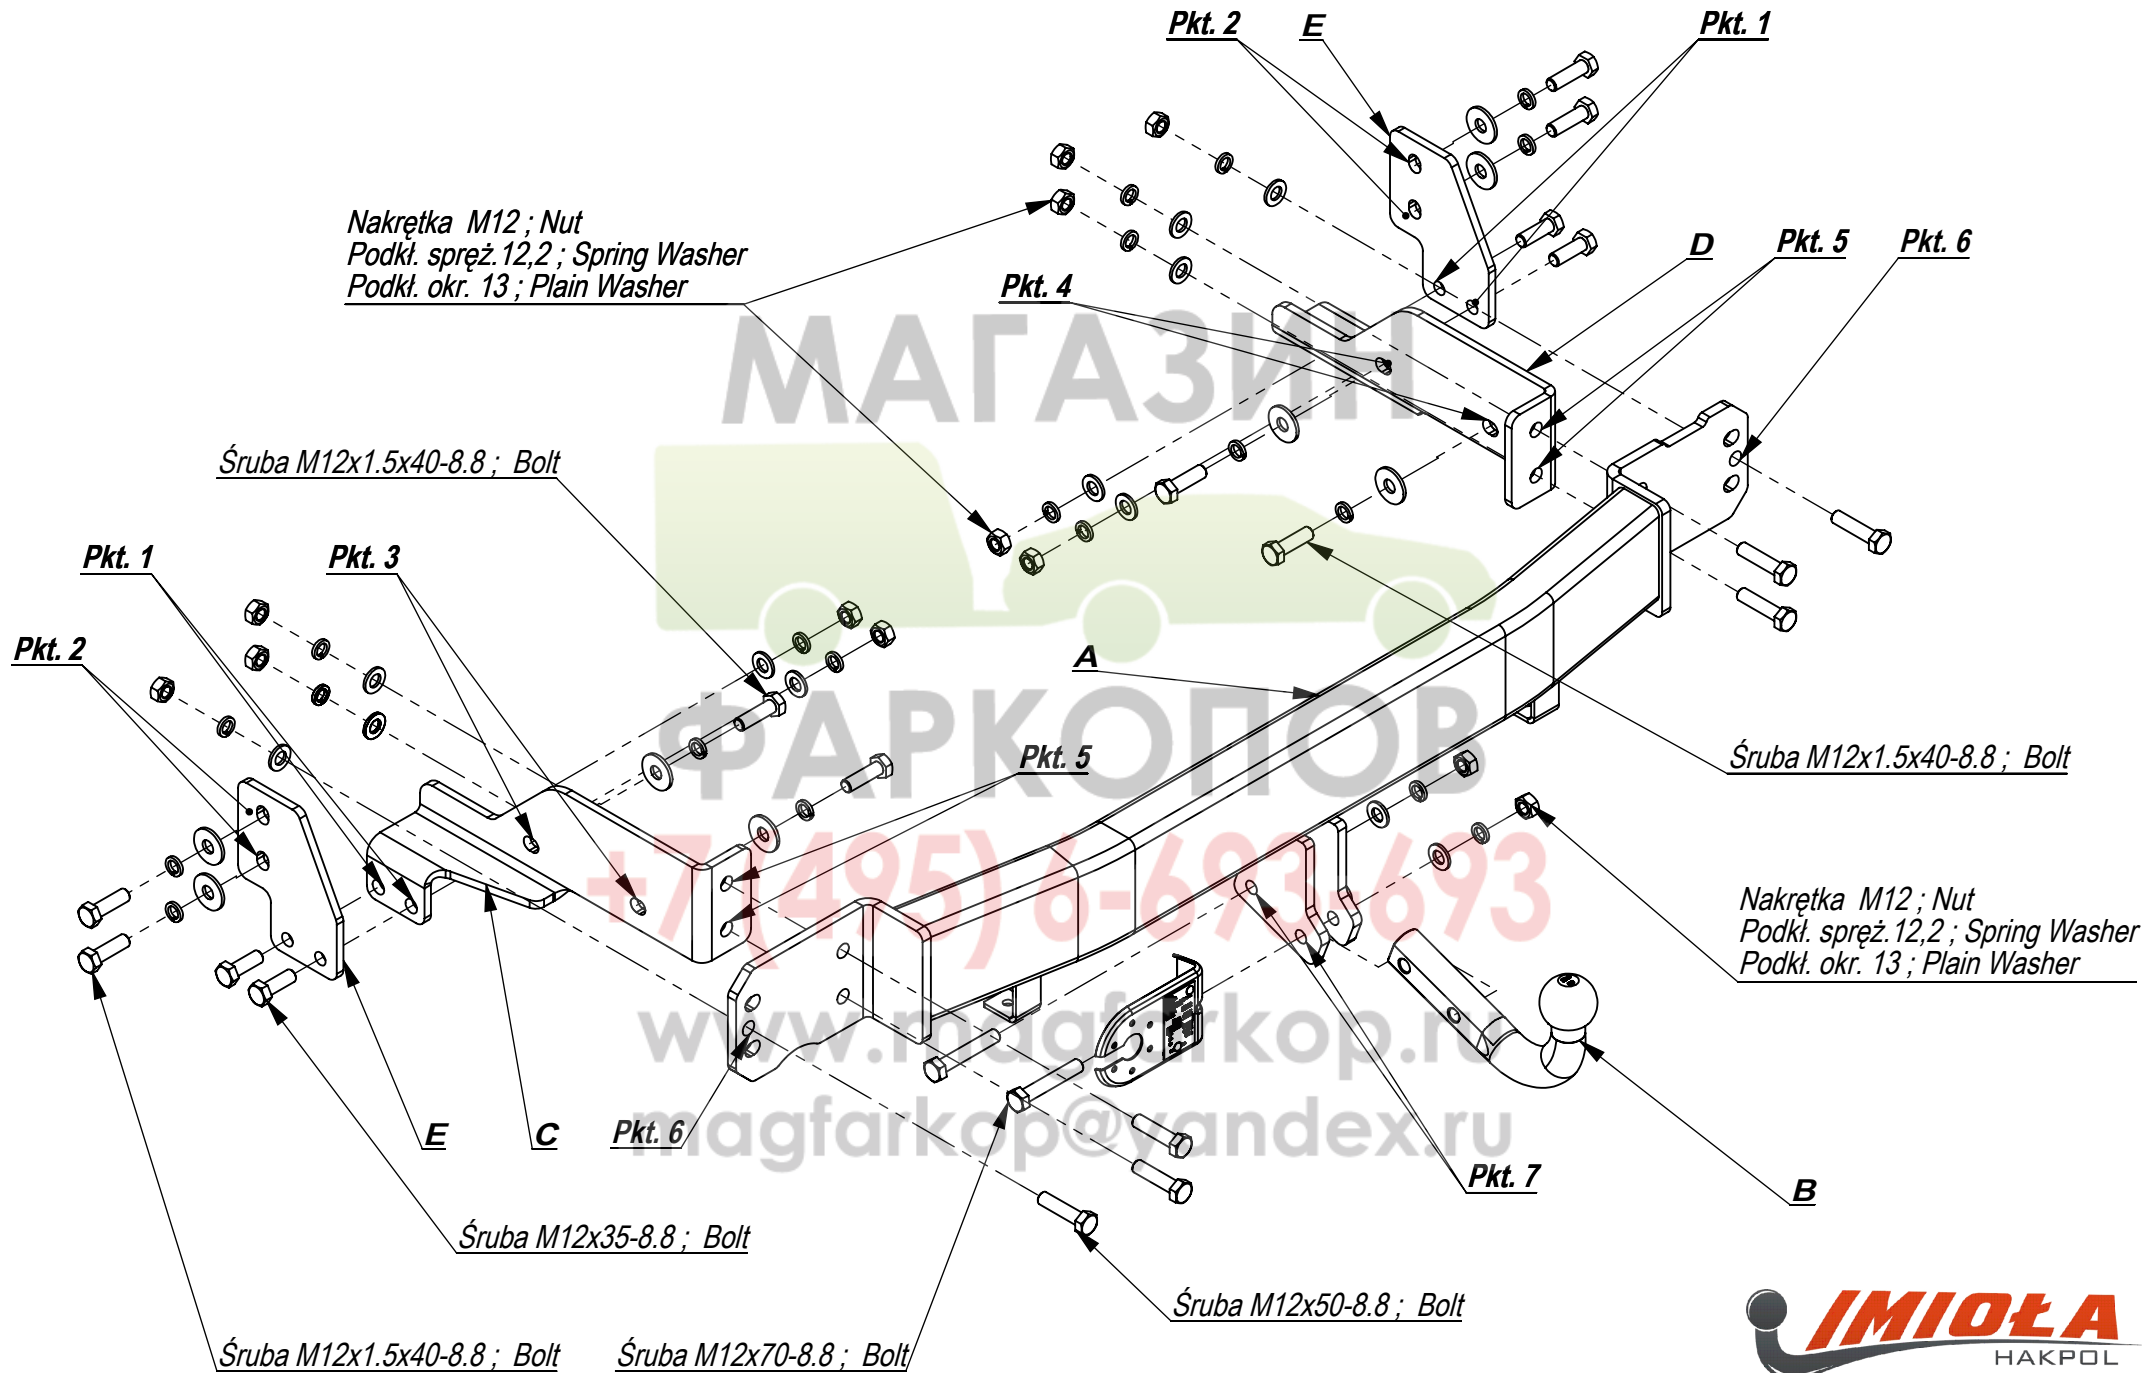 Pkt. 2
E
Pkt. 1
Nakrętka M12 ; Nut
Podkł. spręż.12,2 ; Spring Washer
Podkł. okr. 13 ; Plain Washer
Pkt. 4
D
Pkt. 5
Pkt. 6
МАГАЗИН
Śruba M12x1.5x40-8.8 ; Bolt
Pkt. 1
Pkt. 3
Pkt. 2
A
ФАРКОПОВ
Pkt. 5
Śruba M12x1.5x40-8.8 ; Bolt
+7(495) 6-693-693
Nakrętka M12 ; Nut
Podkł. spręż.12,2 ; Spring Washer
Podkł. okr. 13 ; Plain Washer
www.magfarkop.ru
magfarkop@yandex.ru
E
C
Pkt. 6
Pkt. 7
B
Śruba M12x35-8.8 ; Bolt
Śruba M12x50-8.8 ; Bolt
Śruba M12x1.5x40-8.8 ; Bolt
Śruba M12x70-8.8 ; Bolt
IMIOŁA
HAKPOL